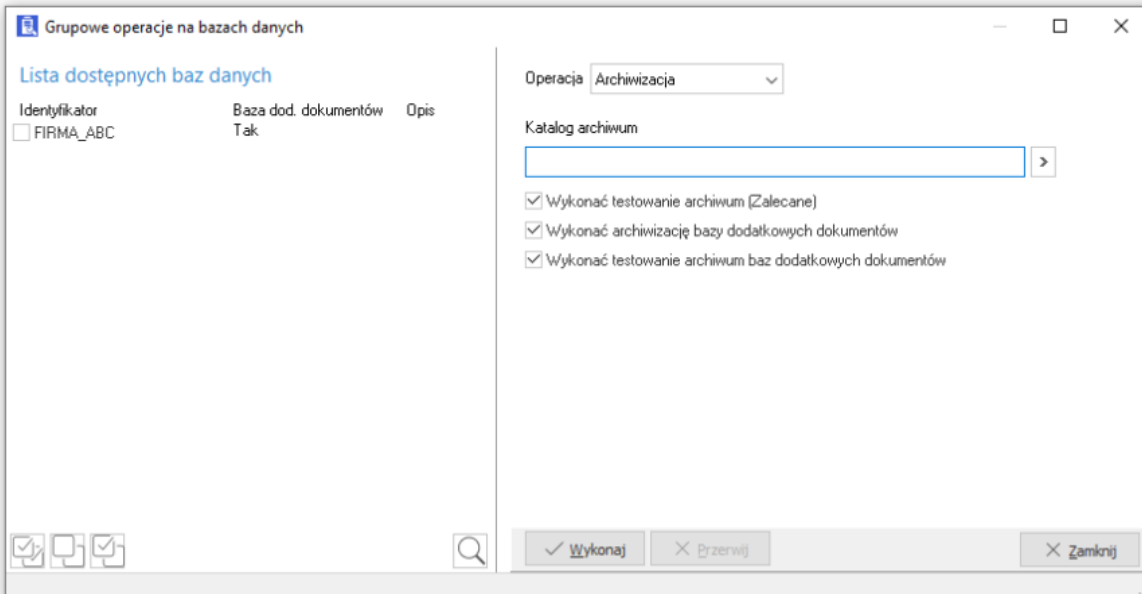 Grupowe operacje na bazach danych
Lista dostępnych baz danych
Identyfikator Baza dod. dokumentów Opis
FIRMA_ABC Tak
Operacja Archiwizacja
Katalog archiwum
Wykonać testowanie archiwum (Zalecane)
Wykonać archiwizację bazy dodatkowych dokumentów
Wykonać testowanie archiwum baz dodatkowych dokumentów
Wykonaj Przerwij Zamknij